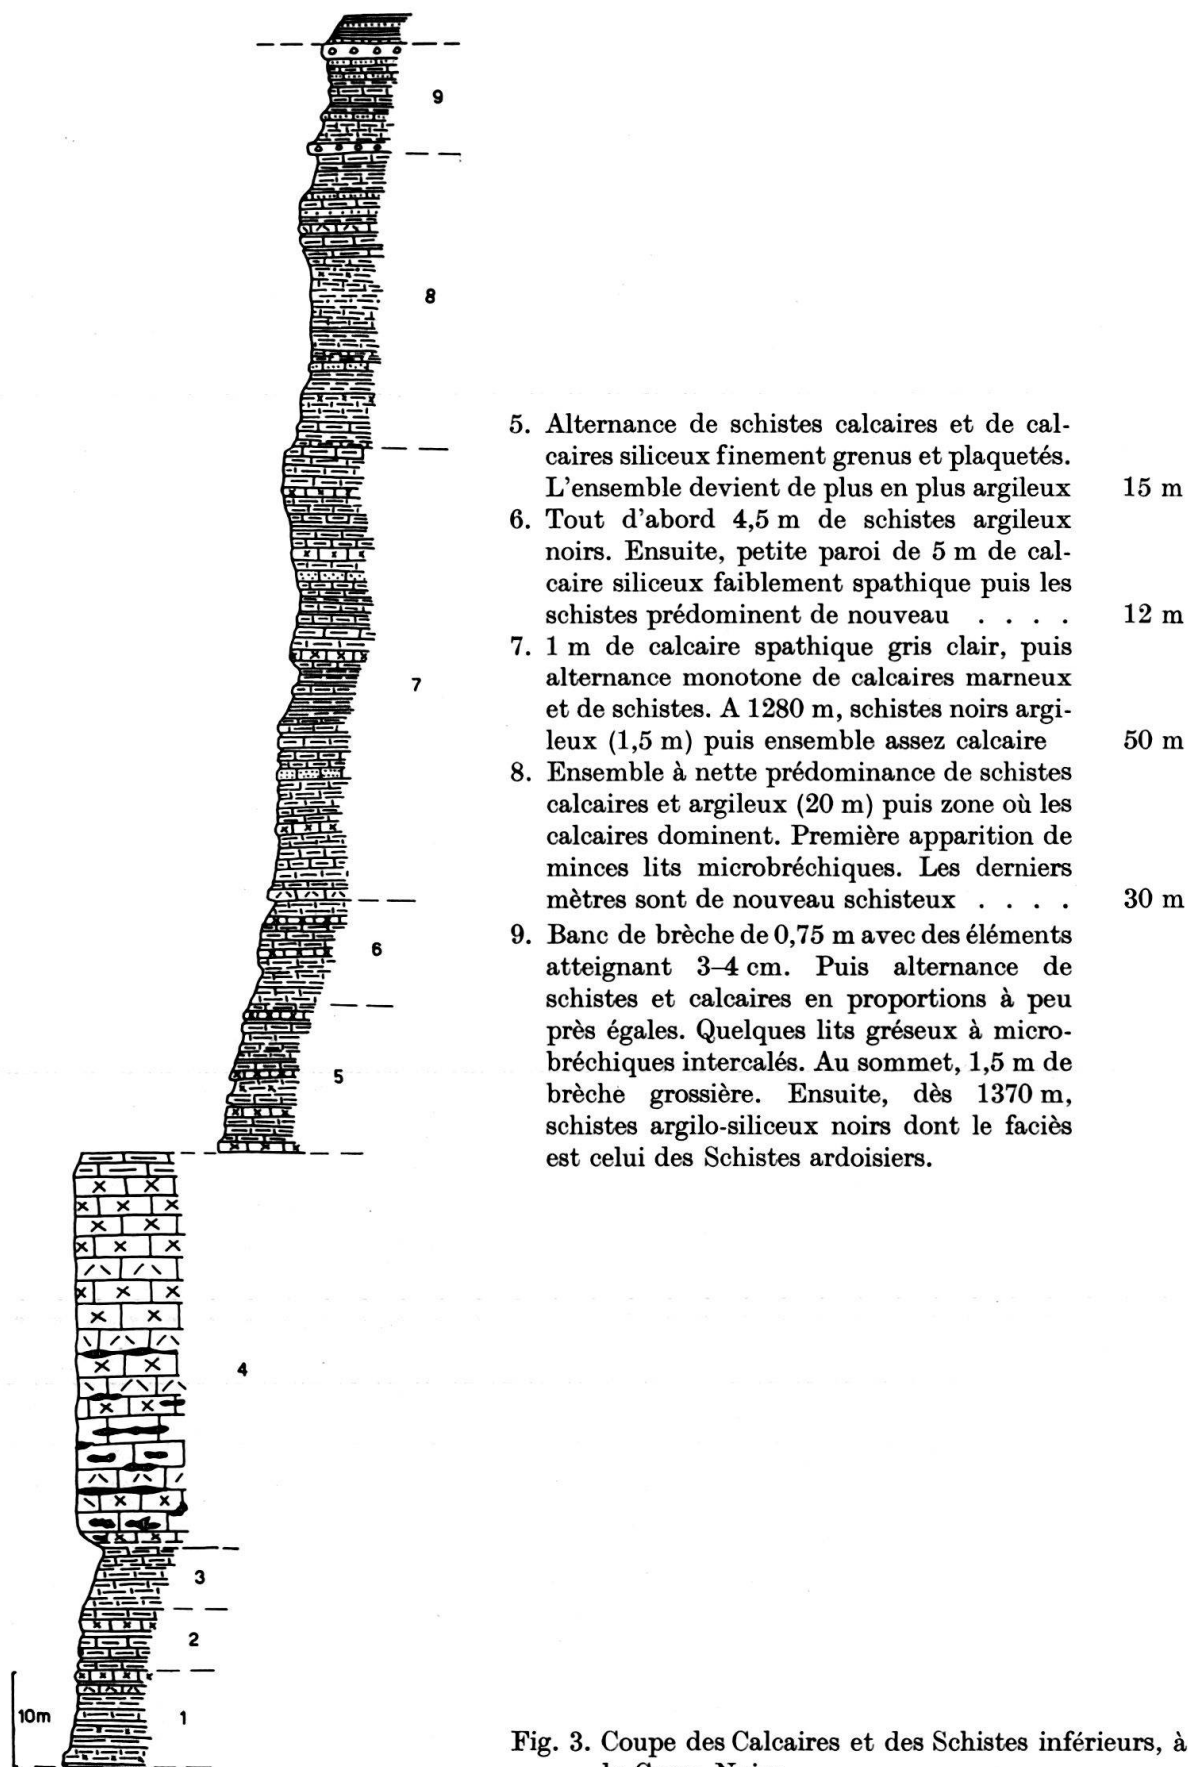 9
8
7
6
5
4
3
2
1
10m
5. Alternance de schistes calcaires et de cal-
caires siliceux finement grenus et plaquetés.
L'ensemble devient de plus en plus argileux 15 m
6. Tout d'abord 4,5 m de schistes argileux
noirs. Ensuite, petite paroi de 5 m de cal-
caire siliceux faiblement spathique puis les
schistes prédominent de nouveau . . . . 12 m
7. 1 m de calcaire spathique gris clair, puis
alternance monotone de calcaires marneux
et de schistes. A 1280 m, schistes noirs argi-
leux (1,5 m) puis ensemble assez calcaire 50 m
8. Ensemble à nette prédominance de schistes
calcaires et argileux (20 m) puis zone où les
calcaires dominent. Première apparition de
minces lits microbréchiques. Les derniers
mètres sont de nouveau schisteux . . . . 30 m
9. Banc de brèche de 0,75 m avec des éléments
atteignant 3–4 cm. Puis alternance de
schistes et calcaires en proportions à peu
près égales. Quelques lits gréseux à micro-
bréchiques intercalés. Au sommet, 1,5 m de
brèche grossière. Ensuite, dès 1370 m,
schistes argilo-siliceux noirs dont le faciès
est celui des Schistes ardoisiers.
Fig. 3. Coupe des Calcaires et des Schistes inférieurs, à